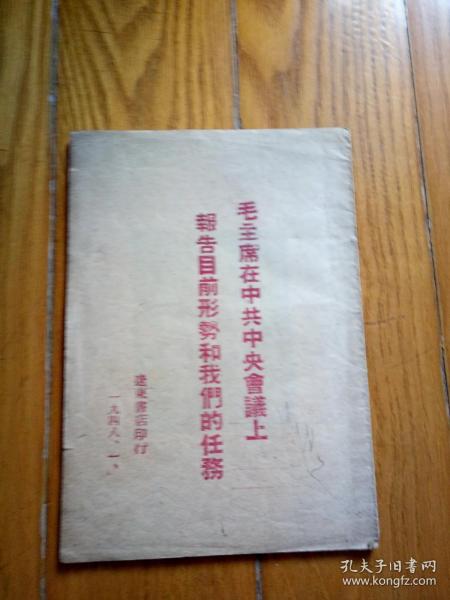 毛主席在中共中央會議上
報告目前形勢和我們的任務
遼東書店印行
一九四八、一、
孔夫子旧书网
www.kongfz.com